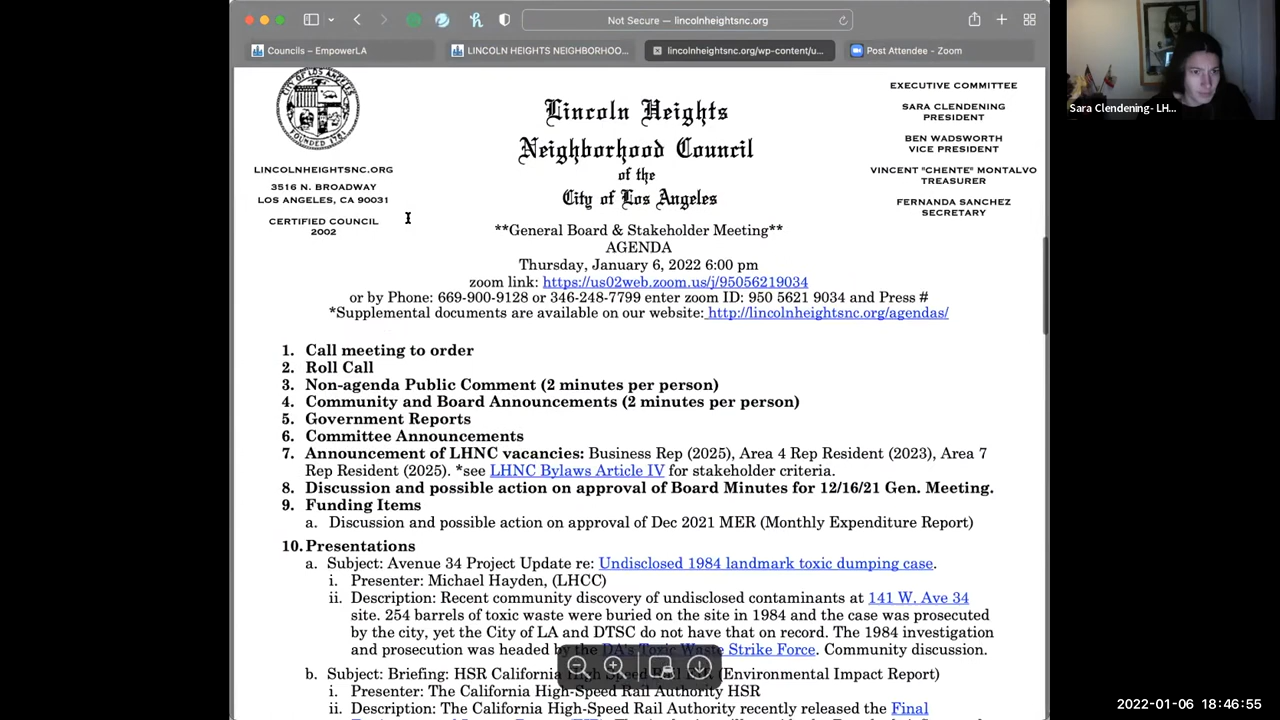 Not Secure — lincolnheightsnc.org
Councils – EmpowerLA
LINCOLN HEIGHTS NEIGHBORHOO...
lincolnheightsnc.org/wp-content/u...
Post Attendee - Zoom
Sara Clendening- LH...
CITY OF LOS ANGELES
FOUNDED 1781
LINCOLNHEIGHTSNC.ORG
3516 N. BROADWAY
LOS ANGELES, CA 90031
CERTIFIED COUNCIL
2002
Lincoln Heights
Neighborhood Council
of the
City of Los Angeles
EXECUTIVE COMMITTEE
SARA CLENDENING
PRESIDENT
BEN WADSWORTH
VICE PRESIDENT
VINCENT "CHENTE" MONTALVO
TREASURER
FERNANDA SANCHEZ
SECRETARY
**General Board & Stakeholder Meeting**
AGENDA
Thursday, January 6, 2022 6:00 pm
zoom link: https://us02web.zoom.us/j/95056219034
or by Phone: 669-900-9128 or 346-248-7799 enter zoom ID: 950 5621 9034 and Press #
*Supplemental documents are available on our website: http://lincolnheightsnc.org/agendas/
1. Call meeting to order
2. Roll Call
3. Non-agenda Public Comment (2 minutes per person)
4. Community and Board Announcements (2 minutes per person)
5. Government Reports
6. Committee Announcements
7. Announcement of LHNC vacancies: Business Rep (2025), Area 4 Rep Resident (2023), Area 7
Rep Resident (2025). *see LHNC Bylaws Article IV for stakeholder criteria.
8. Discussion and possible action on approval of Board Minutes for 12/16/21 Gen. Meeting.
9. Funding Items
a. Discussion and possible action on approval of Dec 2021 MER (Monthly Expenditure Report)
10. Presentations
a. Subject: Avenue 34 Project Update re: Undisclosed 1984 landmark toxic dumping case.
i. Presenter: Michael Hayden, (LHCC)
ii. Description: Recent community discovery of undisclosed contaminants at 141 W. Ave 34
site. 254 barrels of toxic waste were buried on the site in 1984 and the case was prosecuted
by the city, yet the City of LA and DTSC do not have that on record. The 1984 investigation
and prosecution was headed by the DA's Toxic Waste Strike Force. Community discussion.
b. Subject: Briefing: HSR California High Speed Rail (Environmental Impact Report)
i. Presenter: The California High-Speed Rail Authority HSR
ii. Description: The California High-Speed Rail Authority recently released the Final
2022-01-06 18:46:55